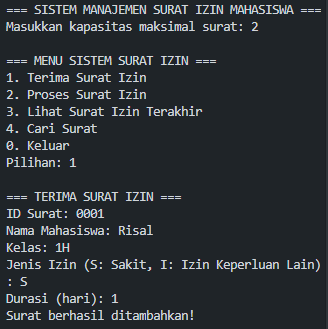 === SISTEM MANAJEMEN SURAT IZIN MAHASISWA ===
Masukkan kapasitas maksimal surat: 2

=== MENU SISTEM SURAT IZIN ===
1. Terima Surat Izin
2. Proses Surat Izin
3. Lihat Surat Izin Terakhir
4. Cari Surat
0. Keluar
Pilihan: 1

=== TERIMA SURAT IZIN ===
ID Surat: 0001
Nama Mahasiswa: Risal
Kelas: 1H
Jenis Izin (S: Sakit, I: Izin Keperluan Lain)
: S
Durasi (hari): 1
Surat berhasil ditambahkan!